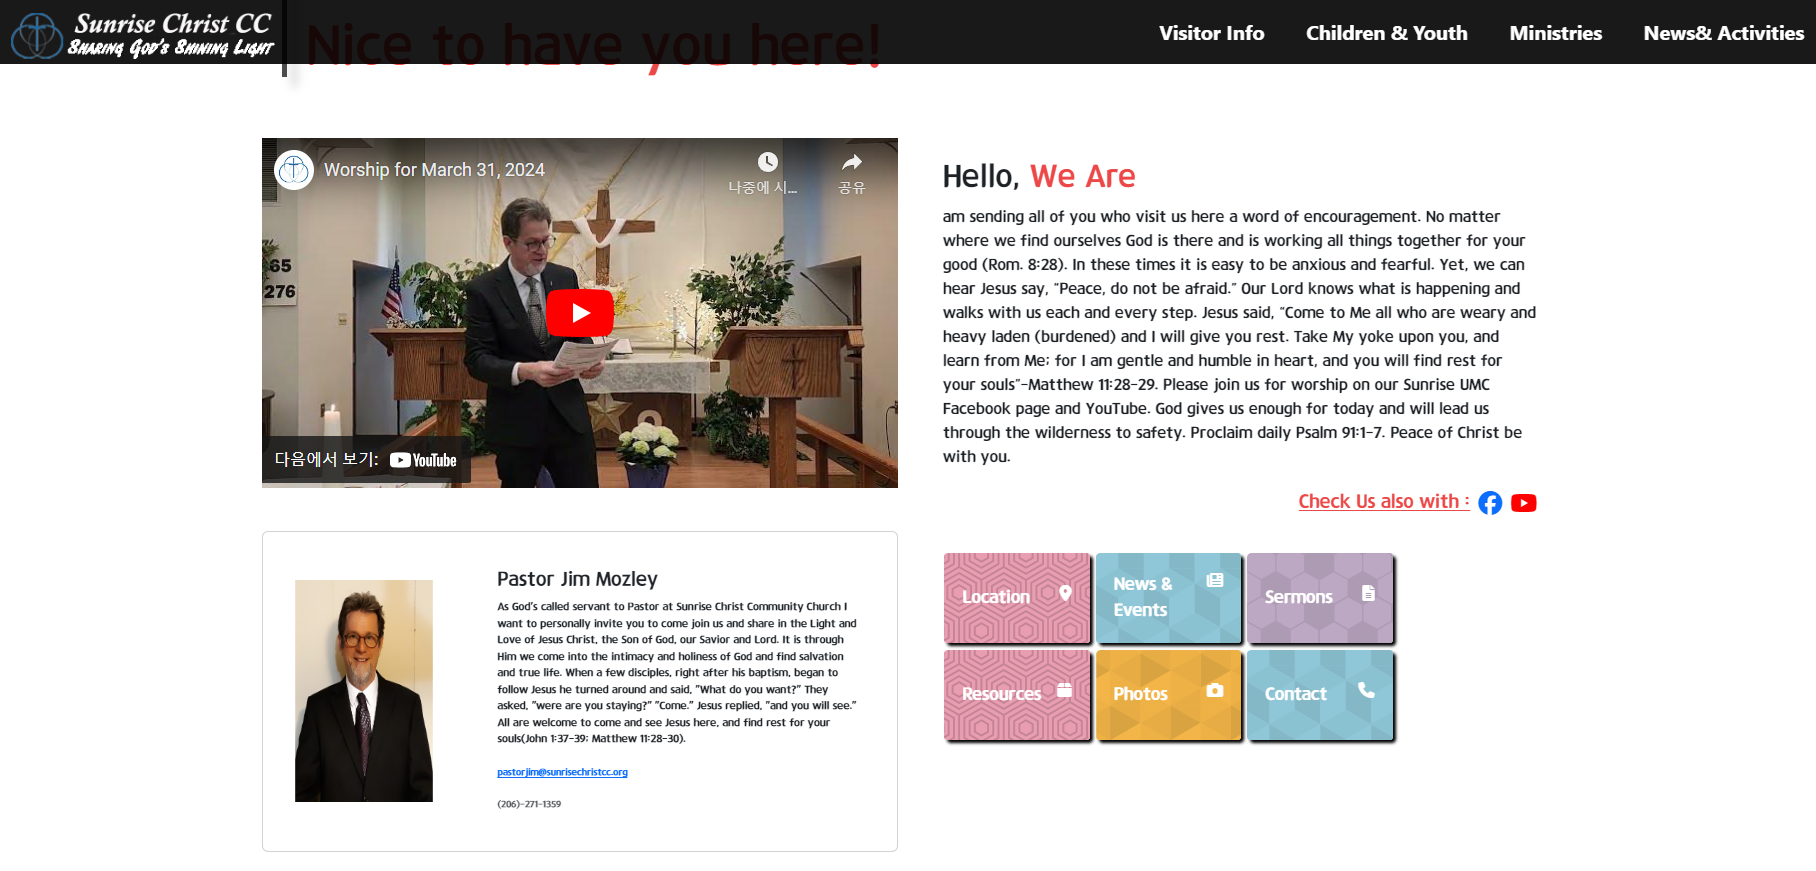 Sunrise Christ CC
Sharing God's Shining Light
Visitor Info
Children & Youth
Ministries
News& Activities
Nice to have you here!
Worship for March 31, 2024
나중에 시...
공유
65
276
다음에서 보기:
YouTube
Hello, We Are
am sending all of you who visit us here a word of encouragement. No matter
where we find ourselves God is there and is working all things together for your
good (Rom. 8:28). In these times it is easy to be anxious and fearful. Yet, we can
hear Jesus say, “Peace, do not be afraid.” Our Lord knows what is happening and
walks with us each and every step. Jesus said, “Come to Me all who are weary and
heavy laden (burdened) and I will give you rest. Take My yoke upon you, and
learn from Me; for I am gentle and humble in heart, and you will find rest for
your souls”-Matthew 11:28-29. Please join us for worship on our Sunrise UMC
Facebook page and YouTube. God gives us enough for today and will lead us
through the wilderness to safety. Proclaim daily Psalm 91:1-7. Peace of Christ be
with you.
Check Us also with :
Pastor Jim Mozley
As God's called servant to Pastor at Sunrise Christ Community Church I
want to personally invite you to come join us and share in the Light and
Love of Jesus Christ, the Son of God, our Savior and Lord. It is through
Him we come into the intimacy and holiness of God and find salvation
and true life. When a few disciples, right after his baptism, began to
follow Jesus he turned around and said, "What do you want?" They
asked, "were are you staying?" "Come." Jesus replied, "and you will see."
All are welcome to come and see Jesus here, and find rest for your
souls(John 1:37-39; Matthew 11:28-30).
pastorjim@sunrisechristcc.org
(206)-271-1359
Location
News &
Events
Sermons
Resources
Photos
Contact